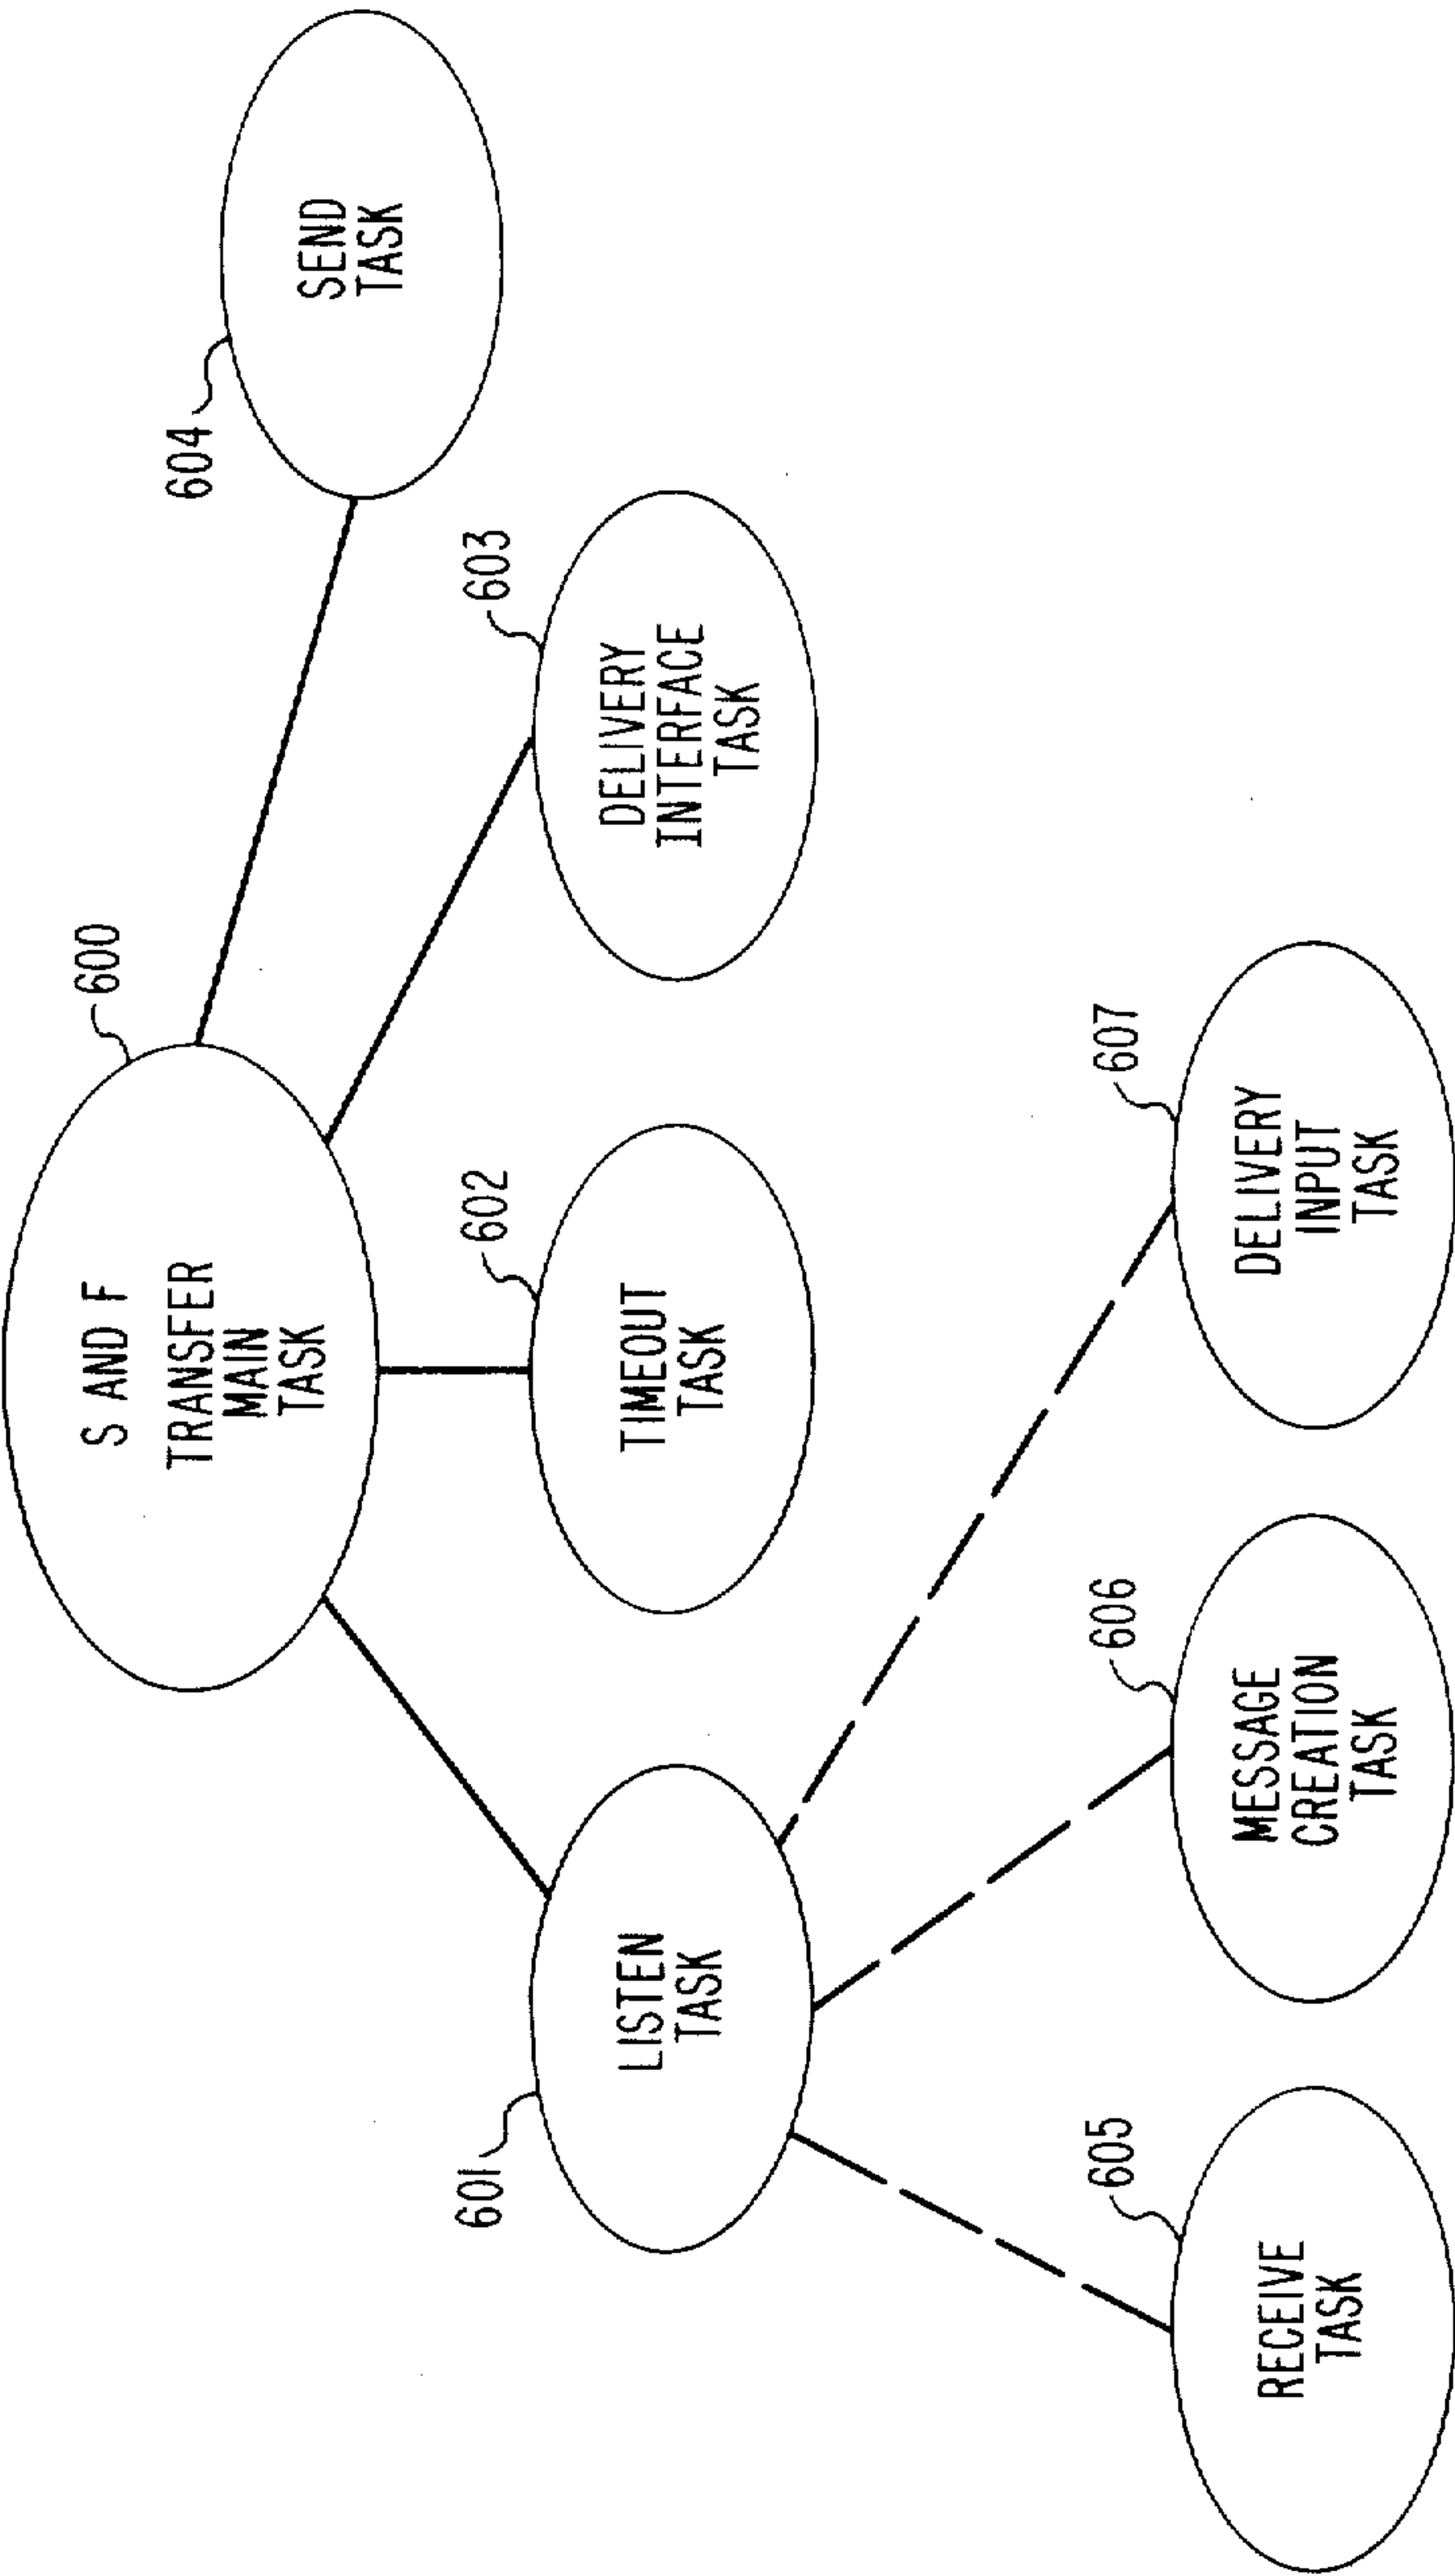 600
S AND F
TRANSFER
MAIN
TASK
604
SEND
TASK
601
LISTEN
TASK
602
TIMEOUT
TASK
603
DELIVERY
INTERFACE
TASK
605
RECEIVE
TASK
606
MESSAGE
CREATION
TASK
607
DELIVERY
INPUT
TASK